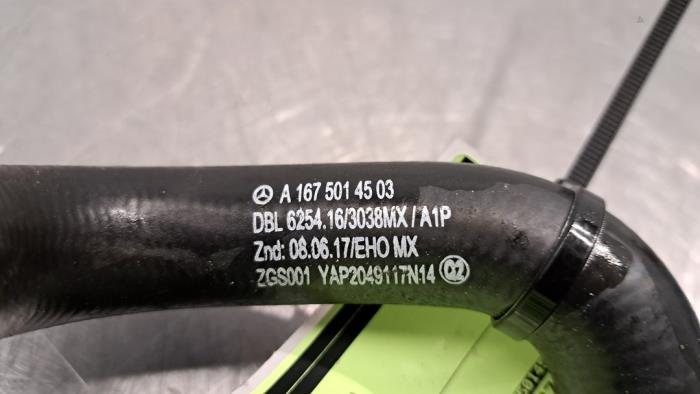 A 167 501 45 03
DBL 6254.16/3038MX / A1P
Znd: 08.06.17/EHO MX
ZGS001 YAP2049117N14 02